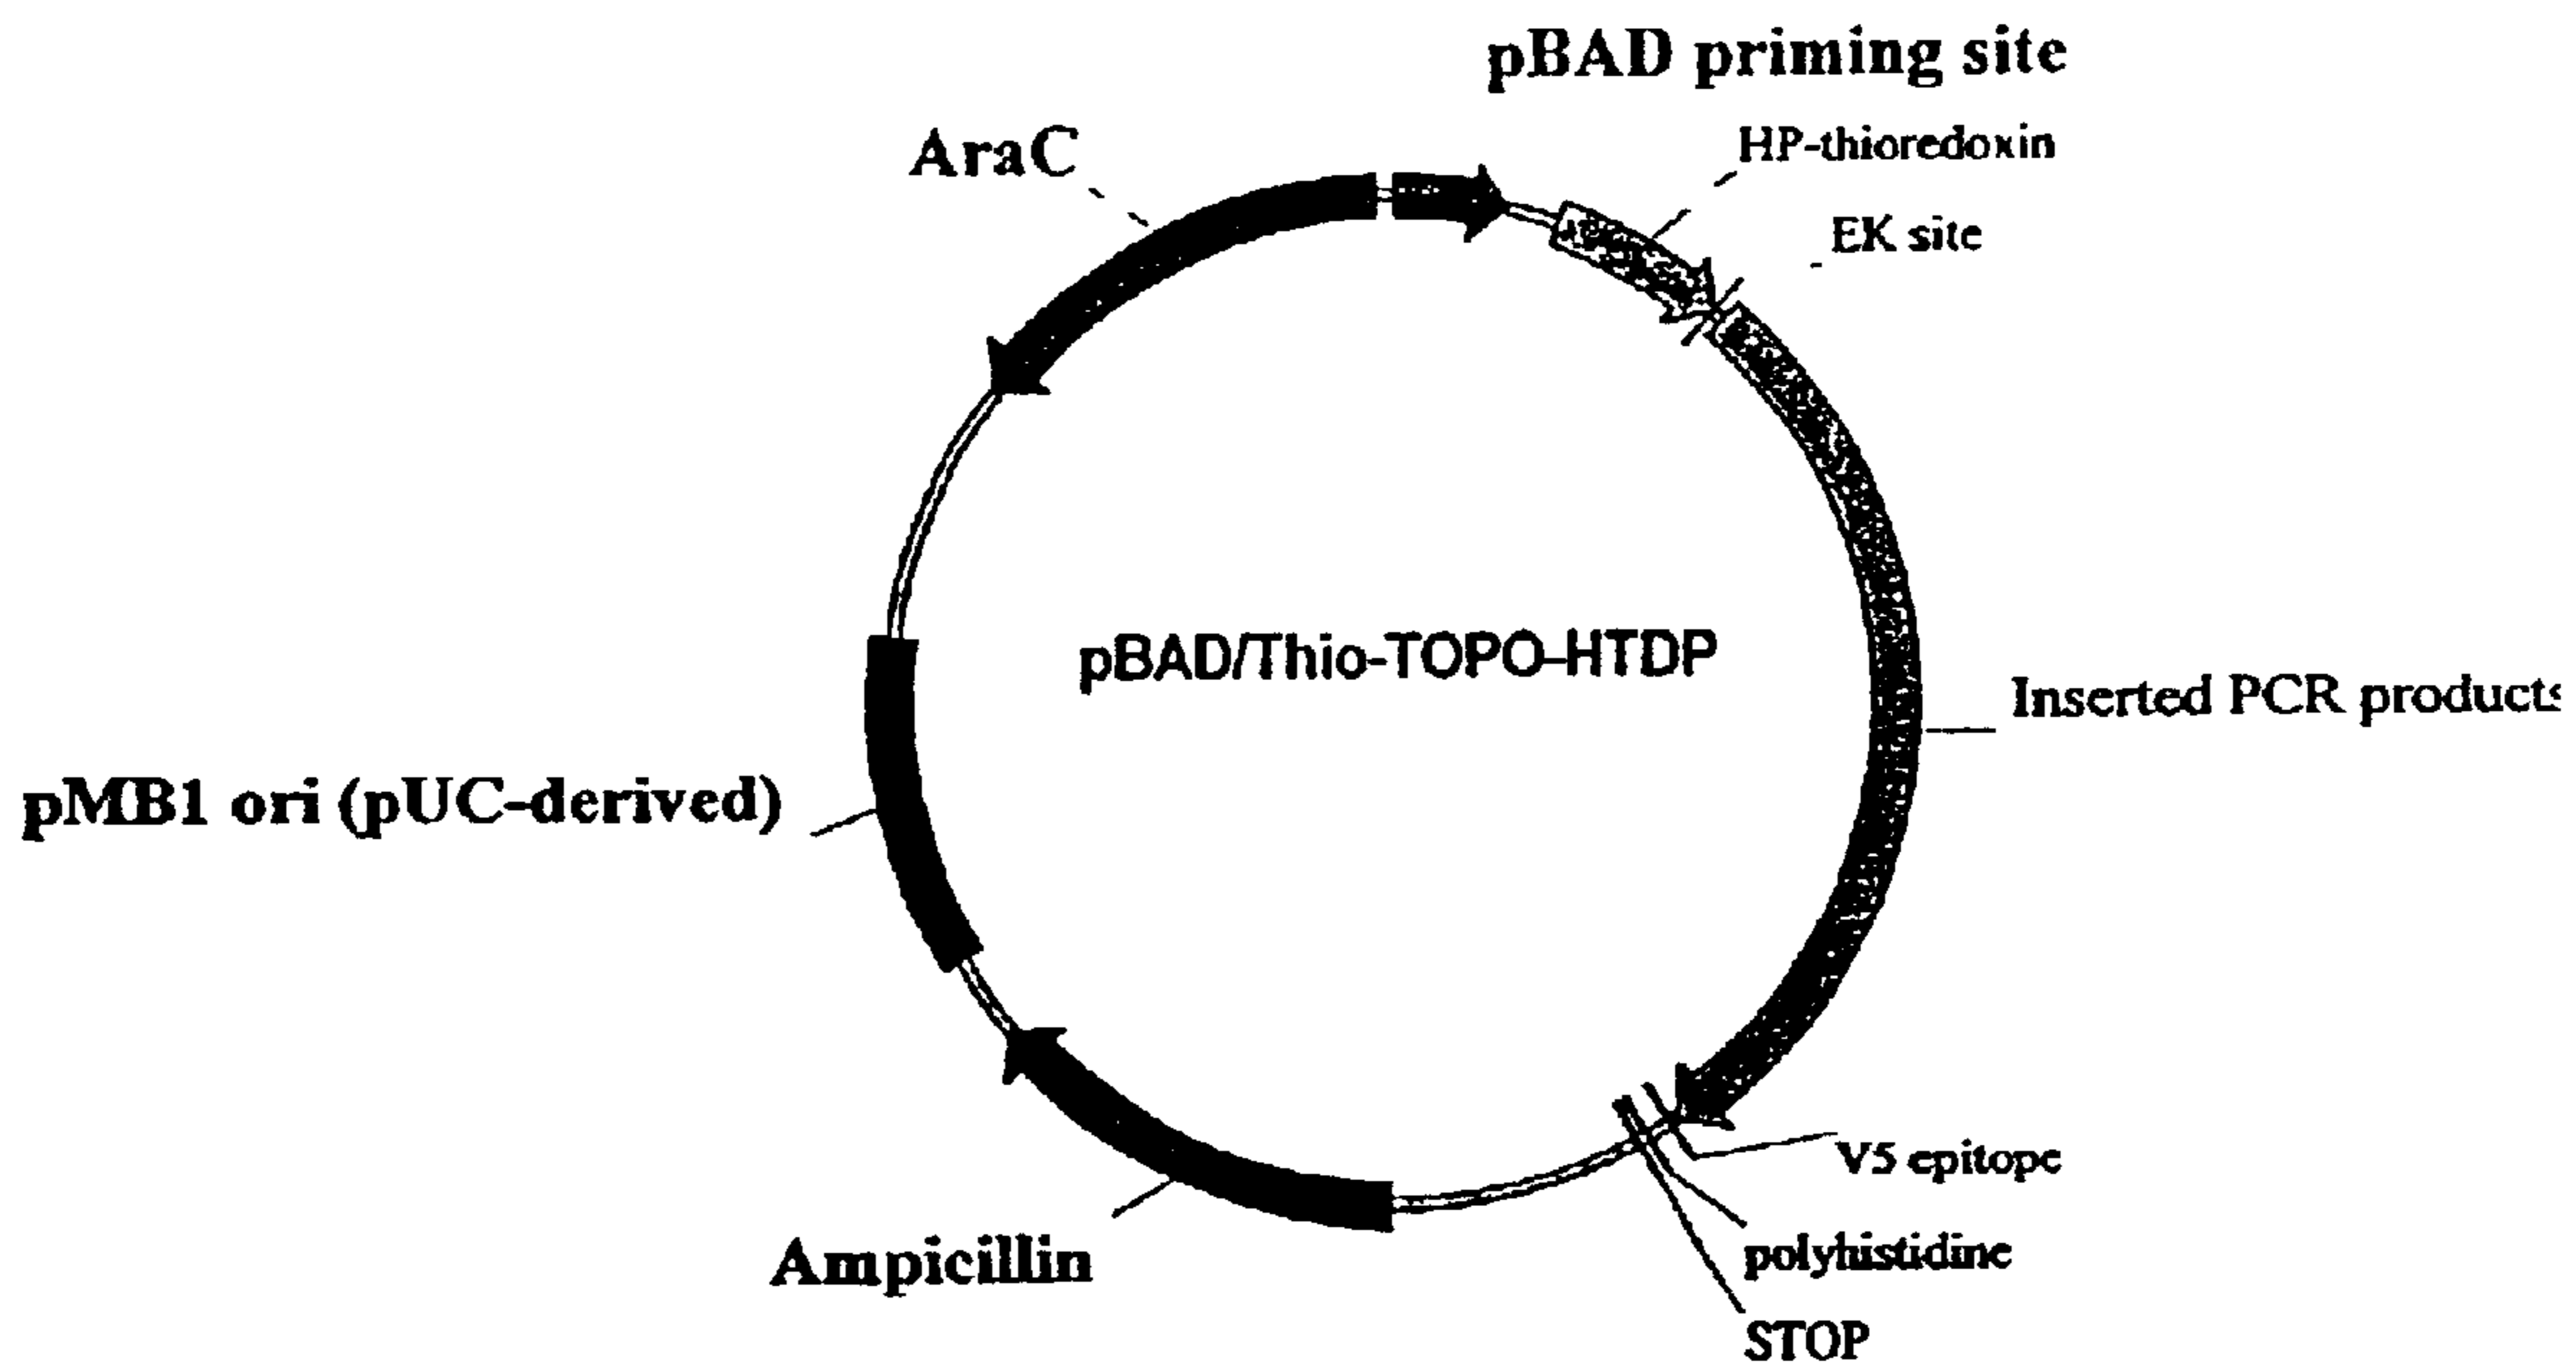 pBAD priming site
HP-thioredoxin
AraC
EK site
pBAD/Thio-TOPO-HTDP
Inserted PCR products
pMB1 ori (pUC-derived)
V5 epitope
polyhistidine
Ampicillin
STOP